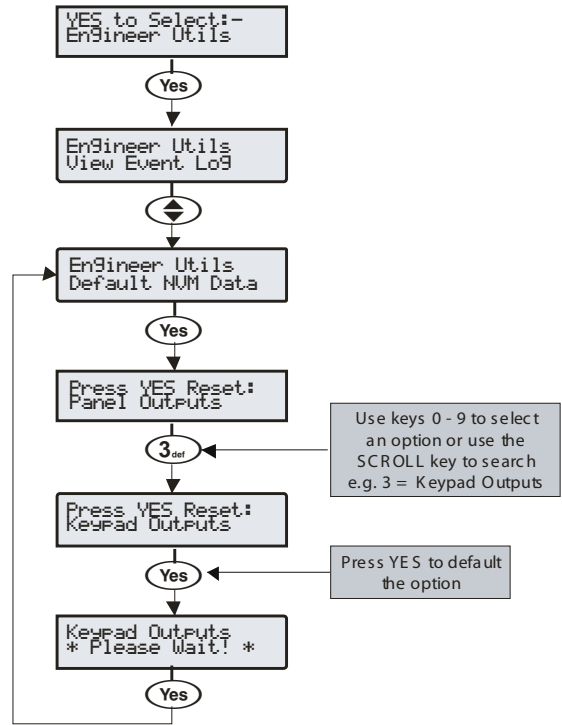 YES to Select:-
Engineer Utils
Yes
Engineer Utils
View Event Log
Engineer Utils
Default NVM Data
Yes
Press YES Reset:
Panel Outputs
3def
Use keys 0 - 9 to select
an option or use the
SCROLL key to search
e.g. 3 = Keypad Outputs
Press YES Reset:
Keypad Outputs
Yes
Press YES to default
the option
Keypad Outputs
* Please Wait! *
Yes